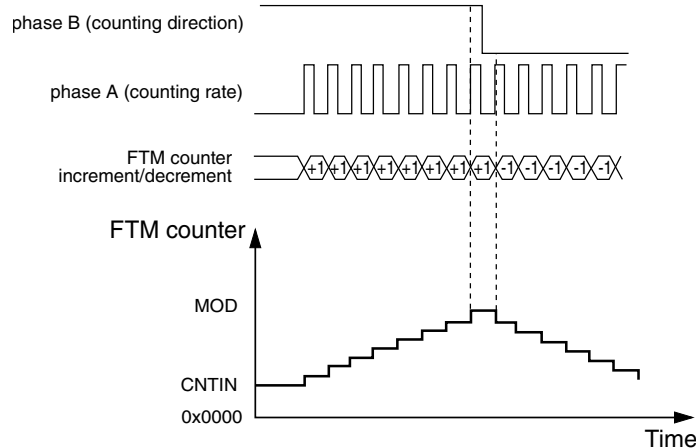 phase B (counting direction)
phase A (counting rate)
FTM counter
increment/decrement
+1 +1 +1 +1 +1 +1 +1 +1 -1 -1 -1 -1 -1
FTM counter
MOD
CNTIN
0x0000
Time